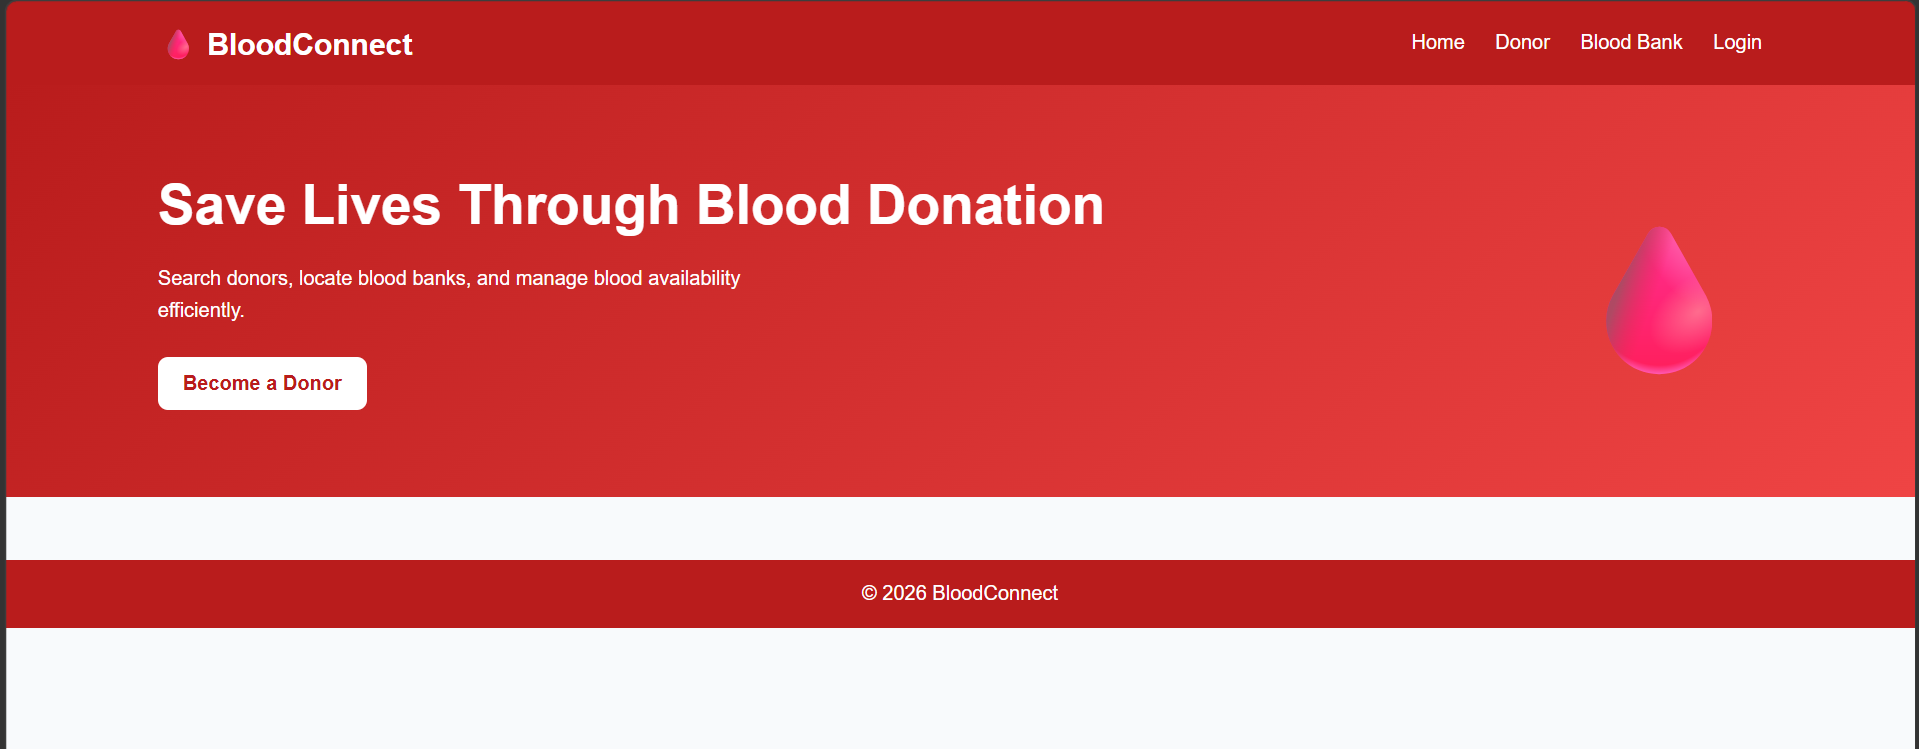 BloodConnect
Home Donor Blood Bank Login
Save Lives Through Blood Donation
Search donors, locate blood banks, and manage blood availability
efficiently.
Become a Donor
© 2026 BloodConnect